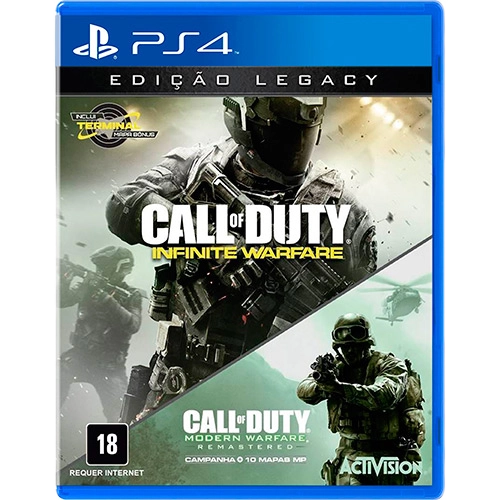 PS4
EDIÇÃO LEGACY
INCLUI
TERMINAL
MAPA BÔNUS
CALL OF DUTY®
INFINITE WARFARE
CALL OF DUTY®
MODERN WARFARE®
REMASTERED
CAMPANHA + 10 MAPAS MP
18
REQUER INTERNET
ACTIVISION